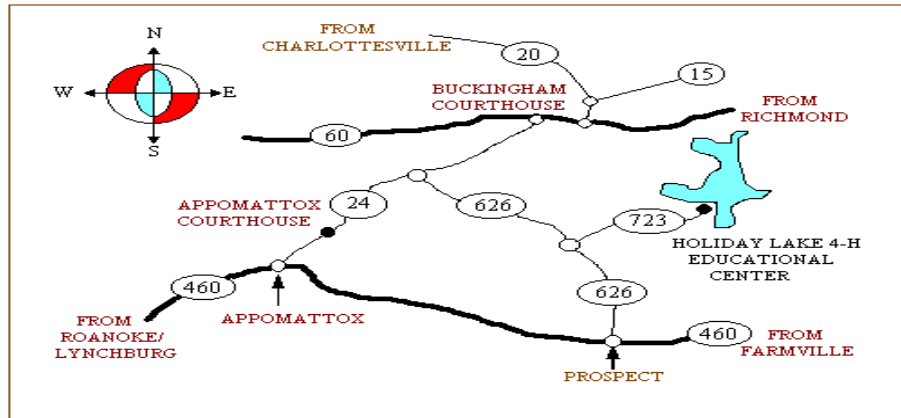 N
W
E
S
FROM
CHARLOTTESVILLE
20
15
BUCKINGHAM
COURTHOUSE
FROM
RICHMOND
60
APPOMATTOX
COURTHOUSE
24
626
723
HOLIDAY LAKE 4-H
EDUCATIONAL
CENTER
460
626
FROM
ROANOKE/
LYNCHBURG
APPOMATTOX
460
FROM
FARMVILLE
PROSPECT